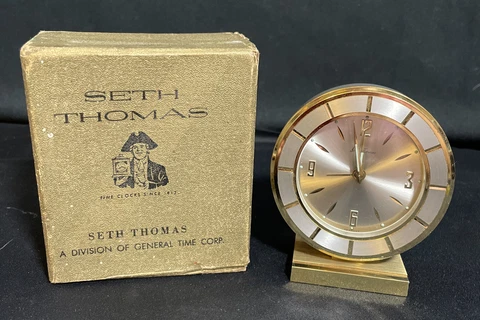 SETH
THOMAS
FINE CLOCKS SINCE 1813
SETH THOMAS
A DIVISION OF GENERAL TIME CORP.
12
9
3
6